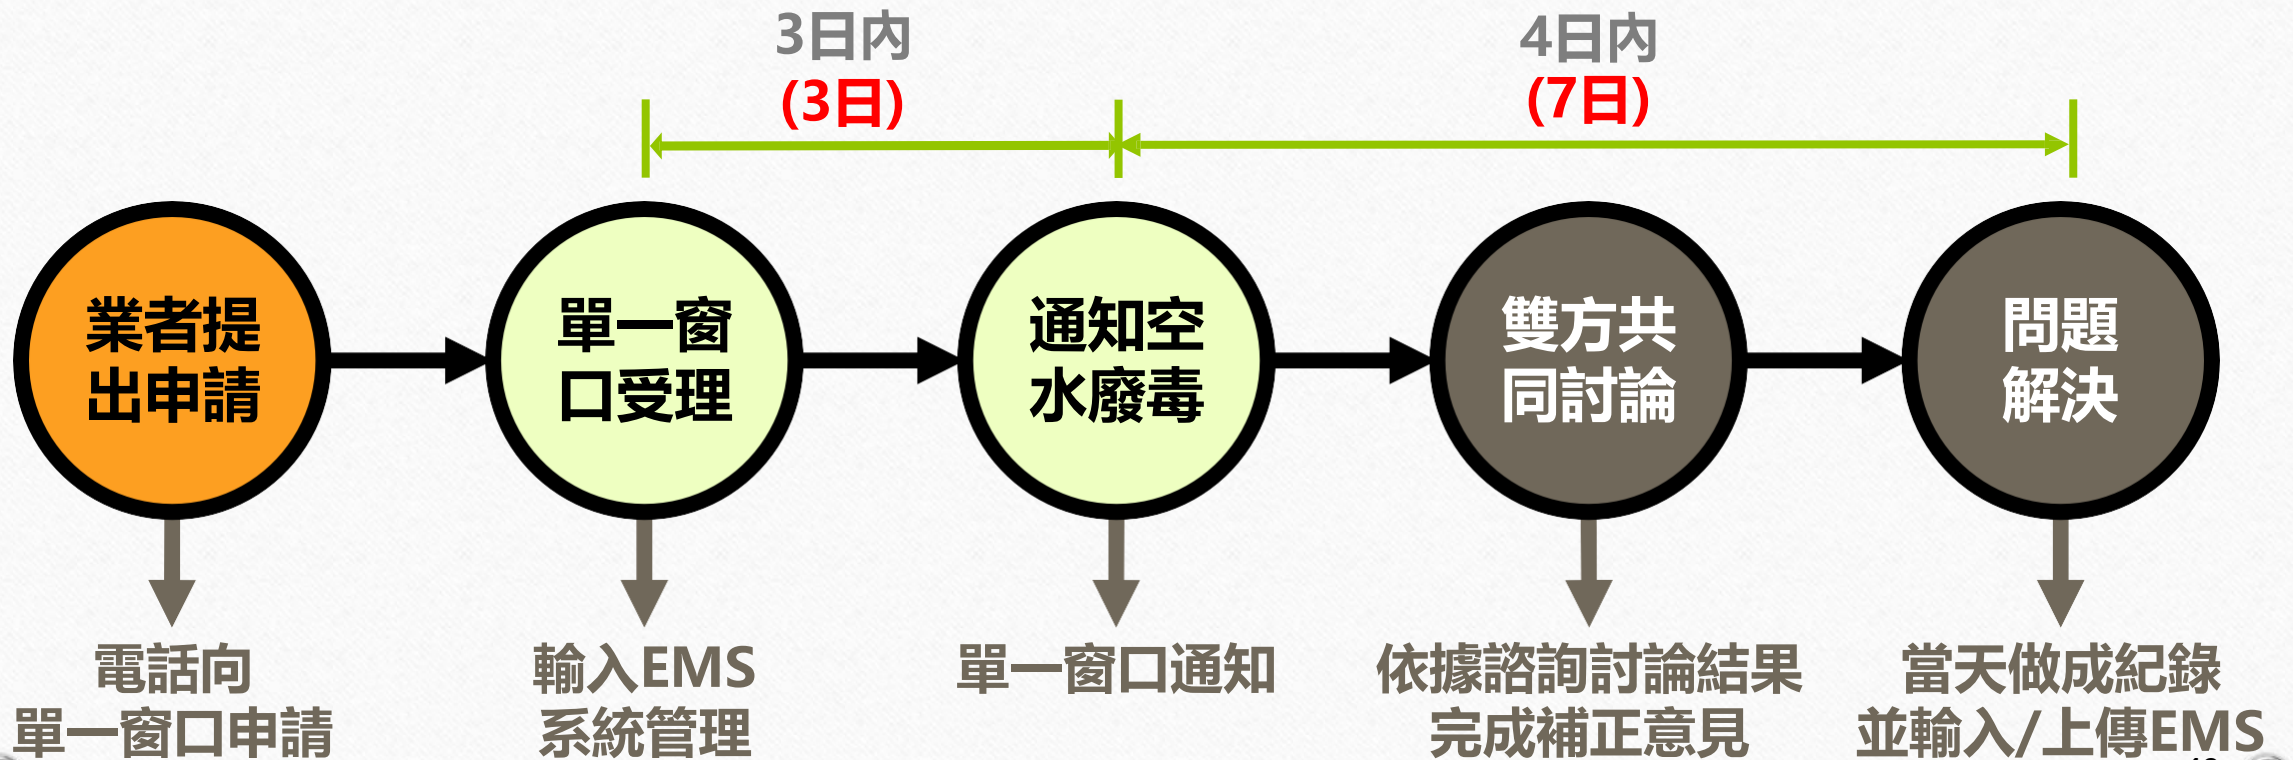 3日內
(3日)
4日內
(7日)
業者提
出申請
單一窗
口受理
通知空
水廢毒
雙方共
同討論
問題
解決
電話向
單一窗口申請
輸入EMS
系統管理
單一窗口通知
依據諮詢討論結果
完成補正意見
當天做成紀錄
並輸入/上傳EMS